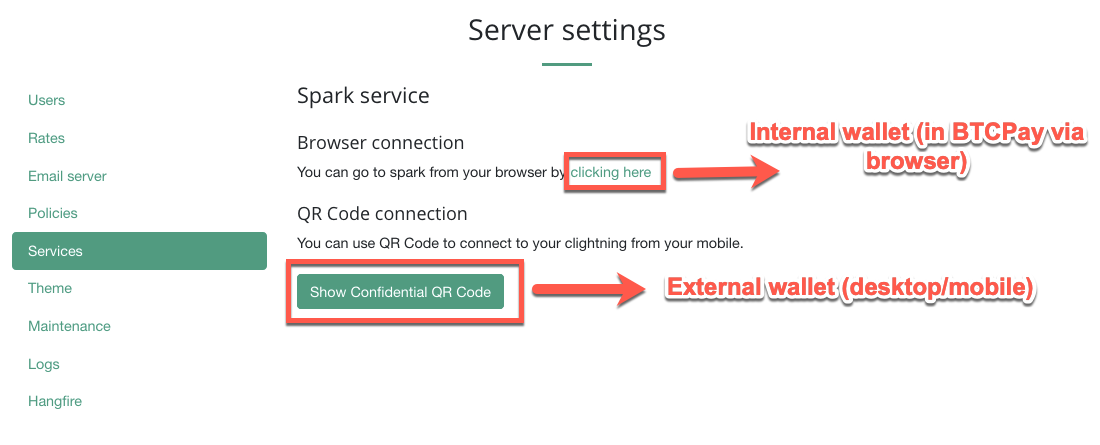 Server settings
Users
Rates
Email server
Policies
Services
Theme
Maintenance
Logs
Hangfire
Spark service
Browser connection
You can go to spark from your browser by clicking here
QR Code connection
You can use QR Code to connect to your clightning from your mobile.
Show Confidential QR Code
Internal wallet (in BTCPay via
browser)
External wallet (desktop/mobile)